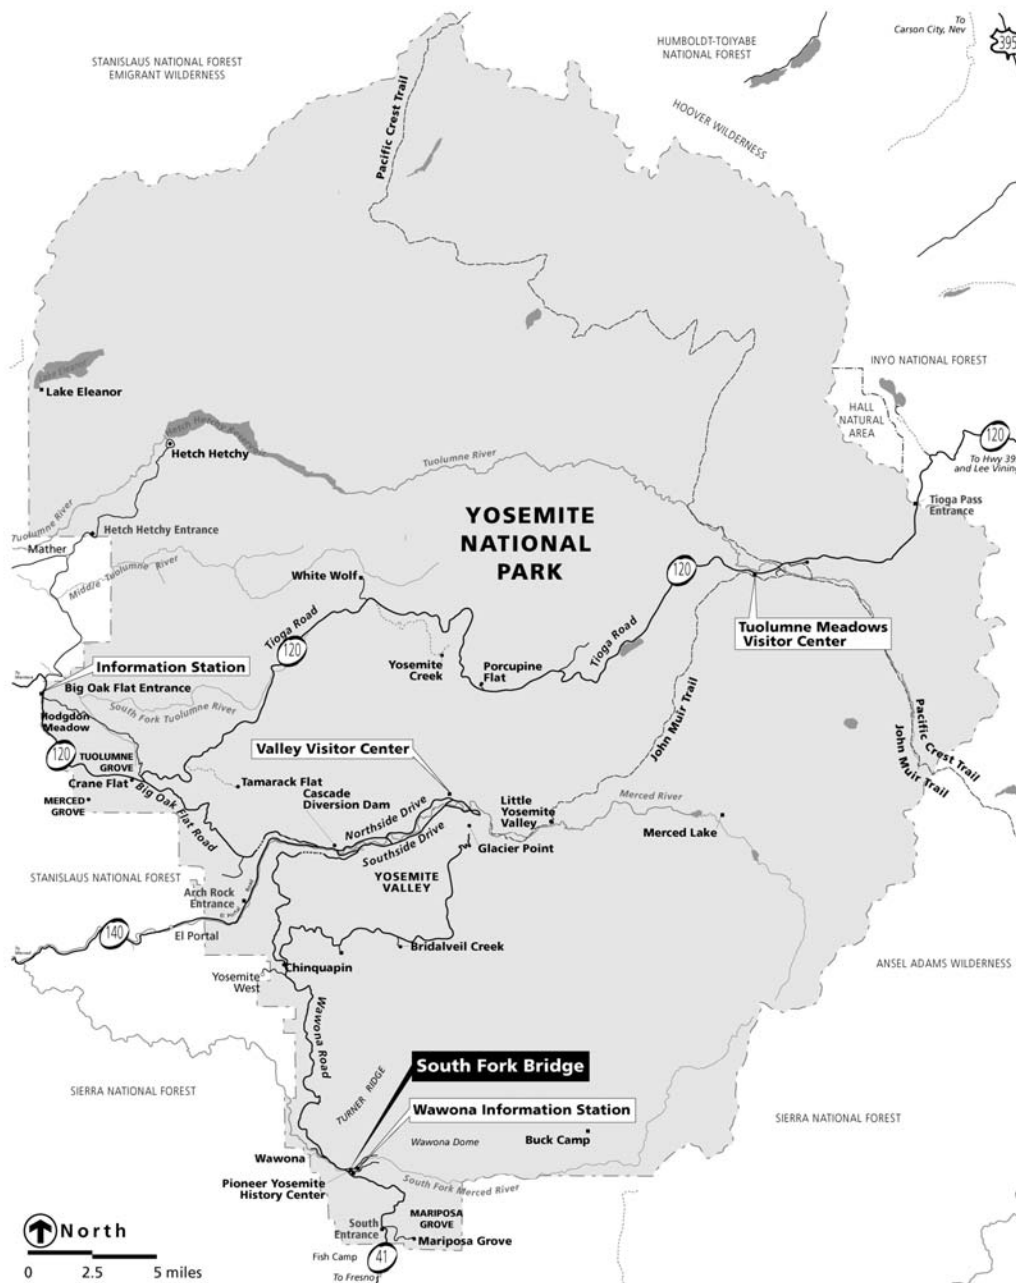 To
Carson City, Nev
395
HUMBOLDT-TOIYABE
NATIONAL FOREST
STANISLAUS NATIONAL FOREST
EMIGRANT WILDERNESS
Pacific Crest Trail
HOOVER WILDERNESS
INYO NATIONAL FOREST
Lake Eleanor
Lake Eleanor
HALL
NATURAL
AREA
Hetch Hetchy Reservoir
Hetch Hetchy
120
To Hwy 39
and Lee Vining
Tuolumne River
Tioga Pass
Entrance
Tuolumne River
Hetch Hetchy Entrance
Mather
YOSEMITE
NATIONAL
PARK
Middle Tuolumne River
White Wolf
120
Tioga Road
120
Tioga Road
Tuolumne Meadows
Visitor Center
Information Station
Yosemite
Creek
Porcupine
Flat
Big Oak Flat Entrance
South Fork Tuolumne River
Hodgdon
Meadow
John Muir Trail
Pacific Crest Trail
John Muir Trail
120
TUOLUMNE
GROVE
Valley Visitor Center
Crane Flat
Big Oak Flat Road
Tamarack Flat
Cascade
Diversion Dam
MERCED
GROVE
Northside Drive
Southside Drive
Little
Yosemite
Valley
Merced River
Merced Lake
Glacier Point
YOSEMITE
VALLEY
STANISLAUS NATIONAL FOREST
Arch Rock
Entrance
El Portal Road
140
El Portal
Bridalveil Creek
Chinquapin
Yosemite
West
ANSEL ADAMS WILDERNESS
Wawona Road
South Fork Bridge
TURNER RIDGE
SIERRA NATIONAL FOREST
Wawona Information Station
SIERRA NATIONAL FOREST
Wawona Dome
Buck Camp
Wawona
Pioneer Yosemite
History Center
South Fork Merced River
MARIPOSA
GROVE
South
Entrance
Mariposa Grove
North
Fish Camp
41
To Fresno
0 2.5 5 miles